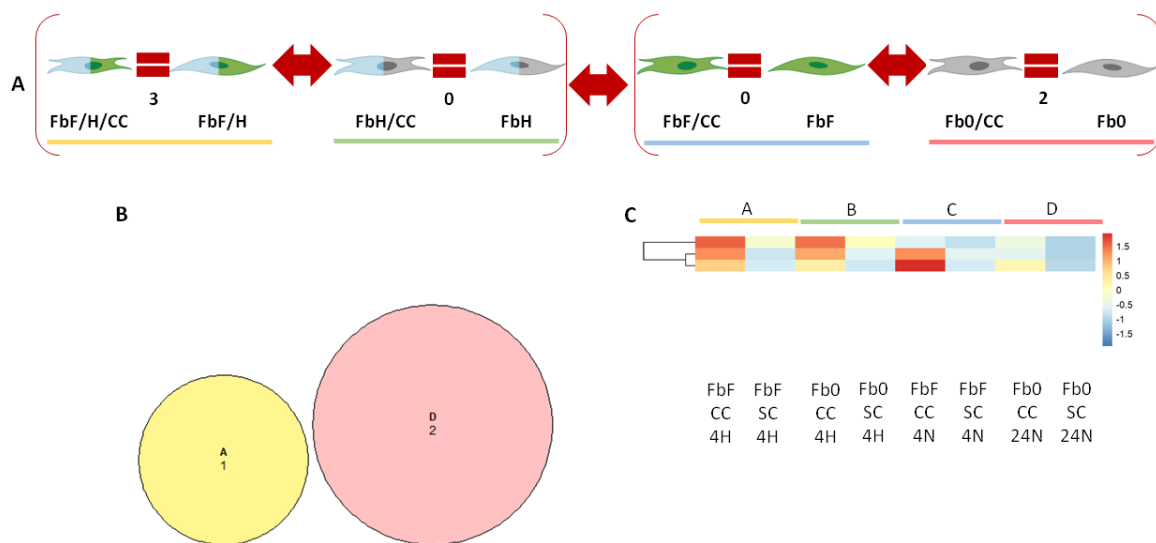 A
3 0 0 2
FbF/H/CC FbF/H FbH/CC FbH FbF/CC FbF Fb0/CC Fb0
B
C
A B C D
1.5
1
0.5
0
-0.5
-1
-1.5
D
2
A
1
FbF FbF Fb0 Fb0 FbF FbF Fb0 Fb0
CC SC CC SC CC SC CC SC
4H 4H 4H 4H 4N 4N 24N 24N